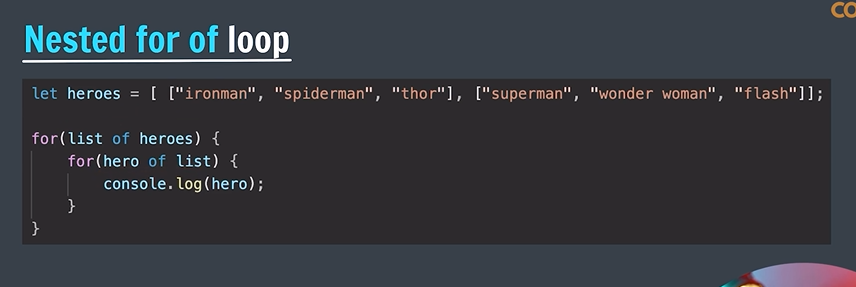 Nested for of loop
let heroes = [ ["ironman", "spiderman", "thor"], ["superman", "wonder woman", "flash"]];
for(list of heroes) {
    for(hero of list) {
        console.log(hero);
    }
}